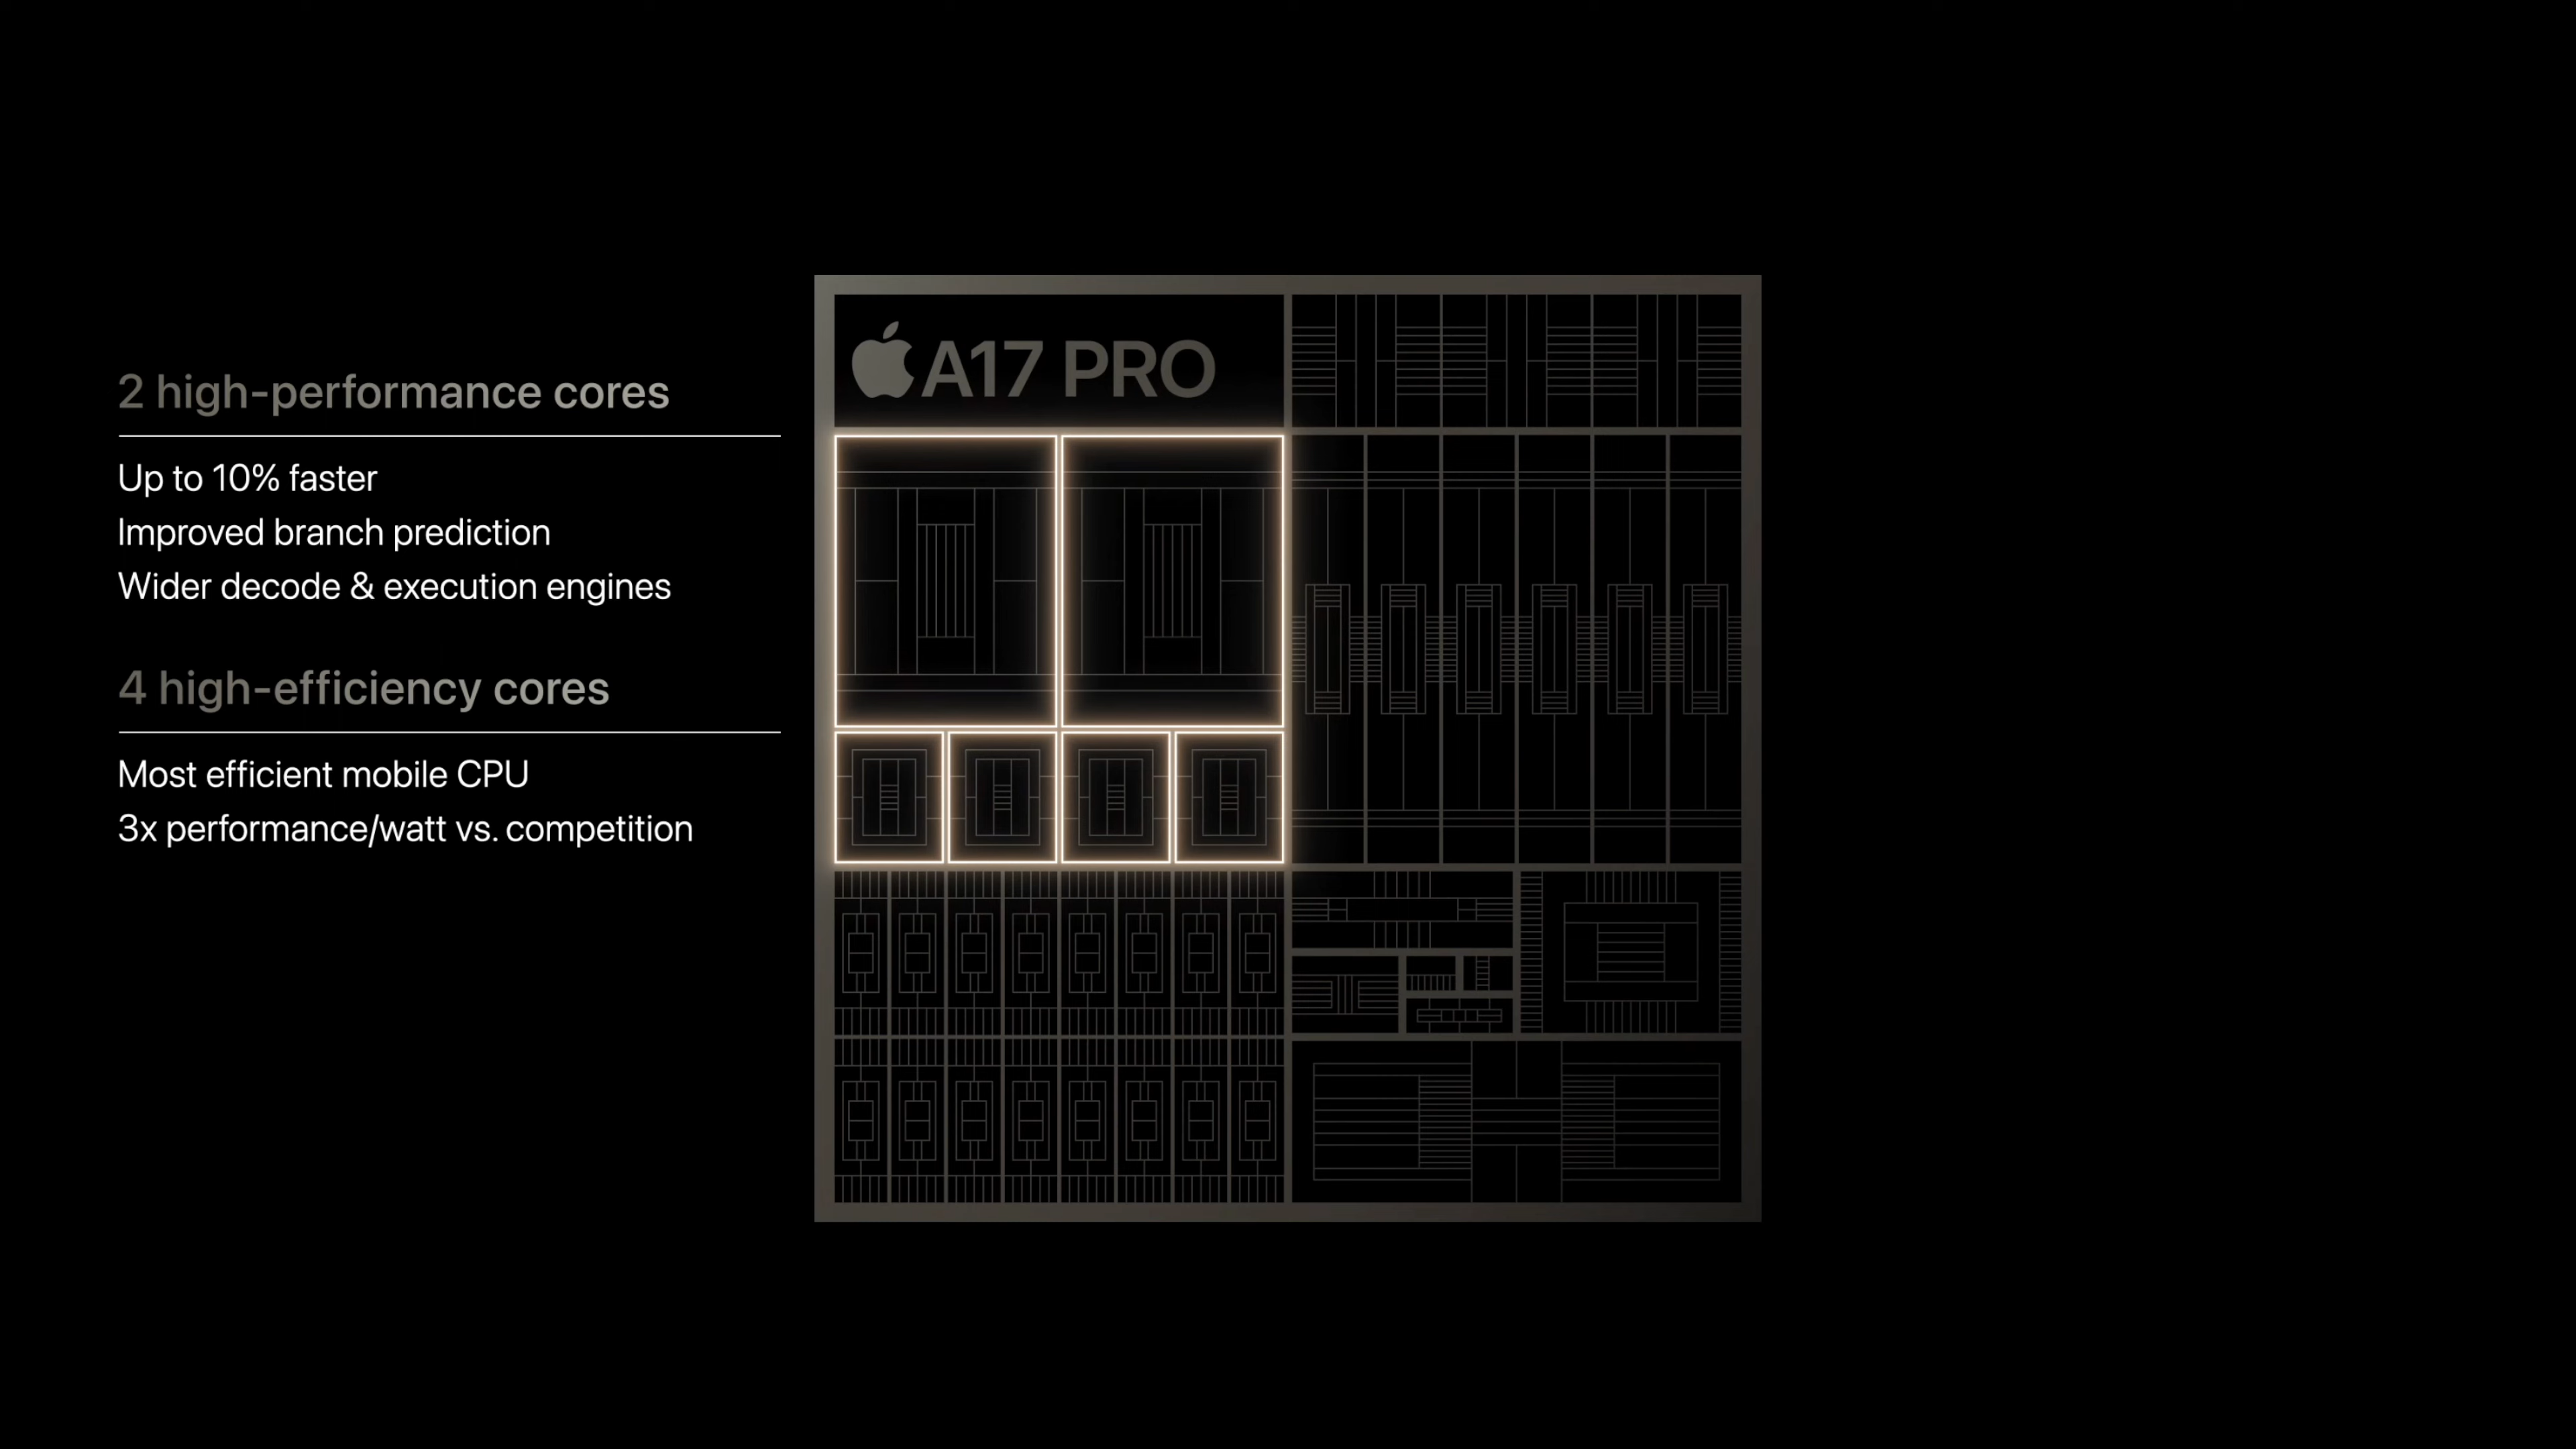 2 high-performance cores
Up to 10% faster
Improved branch prediction
Wider decode & execution engines
4 high-efficiency cores
Most efficient mobile CPU
3x performance/watt vs. competition
A17 PRO